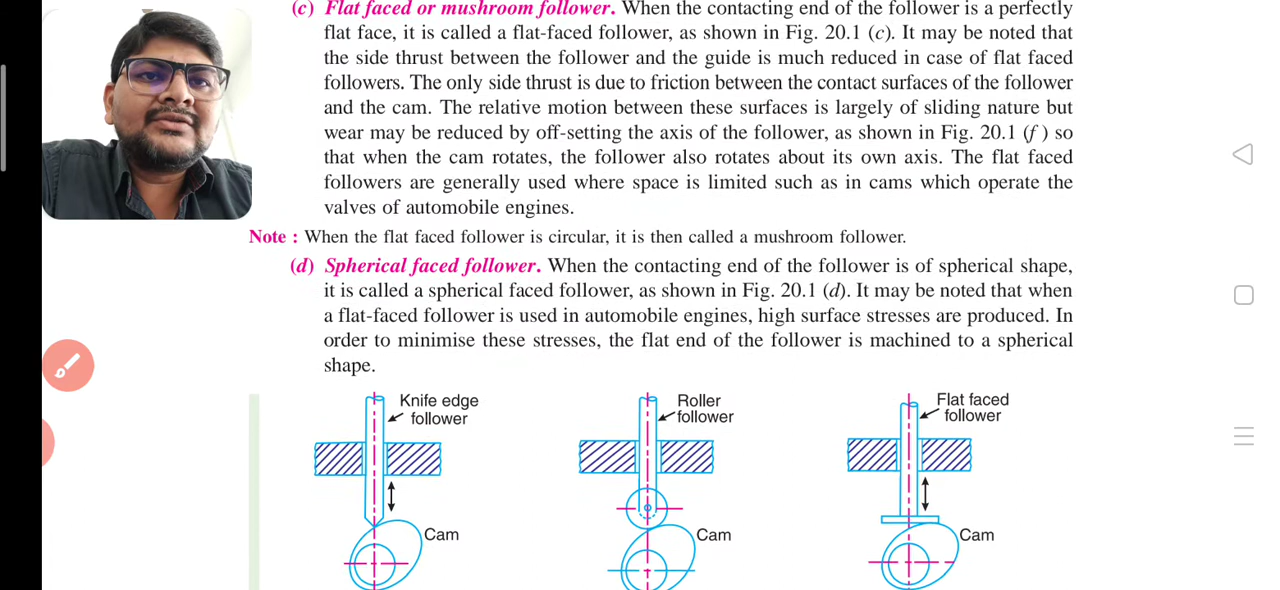 (c) Flat faced or mushroom follower. When the contacting end of the follower is a perfectly
flat face, it is called a flat-faced follower, as shown in Fig. 20.1 (c). It may be noted that
the side thrust between the follower and the guide is much reduced in case of flat faced
followers. The only side thrust is due to friction between the contact surfaces of the follower
and the cam. The relative motion between these surfaces is largely of sliding nature but
wear may be reduced by off-setting the axis of the follower, as shown in Fig. 20.1 (f ) so
that when the cam rotates, the follower also rotates about its own axis. The flat faced
followers are generally used where space is limited such as in cams which operate the
valves of automobile engines.
Note : When the flat faced follower is circular, it is then called a mushroom follower.
(d) Spherical faced follower. When the contacting end of the follower is of spherical shape,
it is called a spherical faced follower, as shown in Fig. 20.1 (d). It may be noted that when
a flat-faced follower is used in automobile engines, high surface stresses are produced. In
order to minimise these stresses, the flat end of the follower is machined to a spherical
shape.
Knife edge
follower
Cam
Roller
follower
Cam
Flat faced
follower
Cam